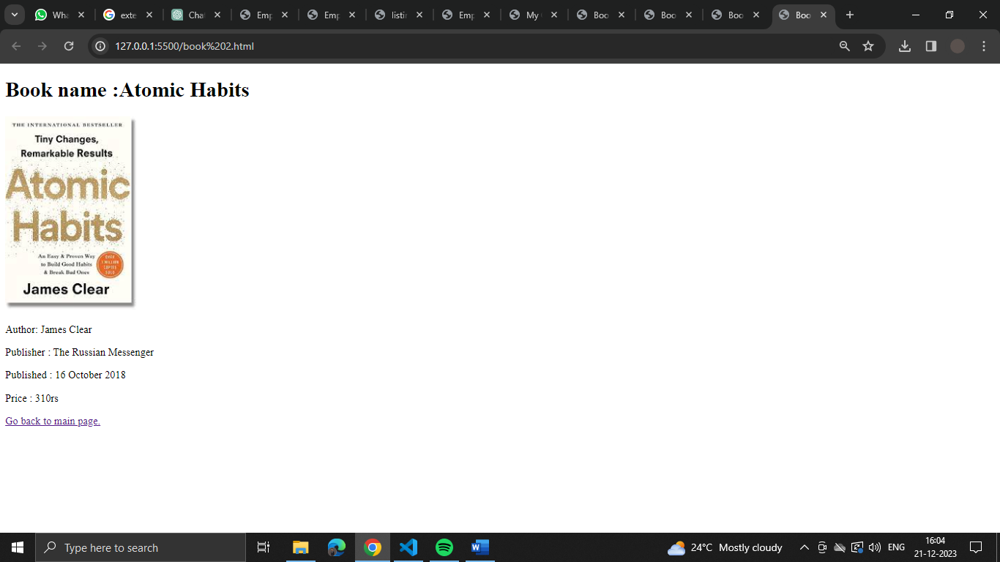 Wha
exte
Cha
Emp
Emp
listin
Emp
My
Boo
Boo
Boo
Boo
127.0.0.1:5500/book%202.html
Book name :Atomic Habits
THE INTERNATIONAL BESTSELLER
Tiny Changes,
Remarkable Results
Atomic
Habits
An Easy & Proven Way
to Build Good Habits
& Break Bad Ones
OVER
1 MILLION
COPIES
SOLD
James Clear
Author: James Clear
Publisher : The Russian Messenger
Published : 16 October 2018
Price : 310rs
Go back to main page.
Type here to search
24°C Mostly cloudy
ENG
16:04
21-12-2023